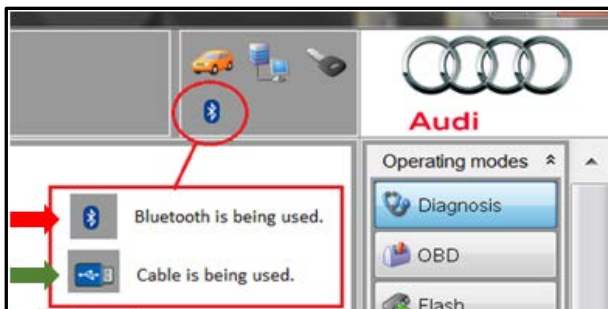 Audi
Operating modes
Diagnosis
Bluetooth is being used.
OBD
Cable is being used.
Flash